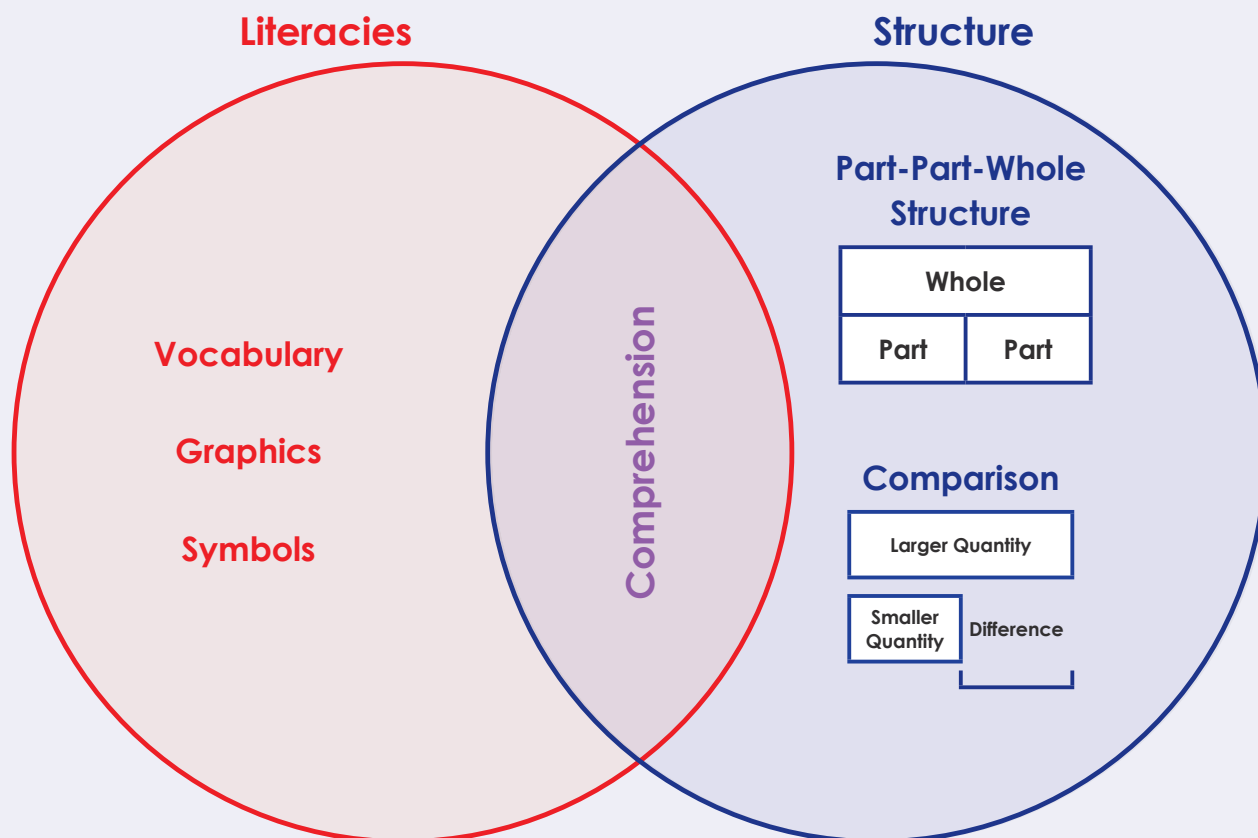 Literacies
Structure
Vocabulary
Graphics
Symbols
Comprehension
Part-Part-Whole
Structure
Whole
Part Part
Comparison
Larger Quantity
Smaller
Quantity
Difference